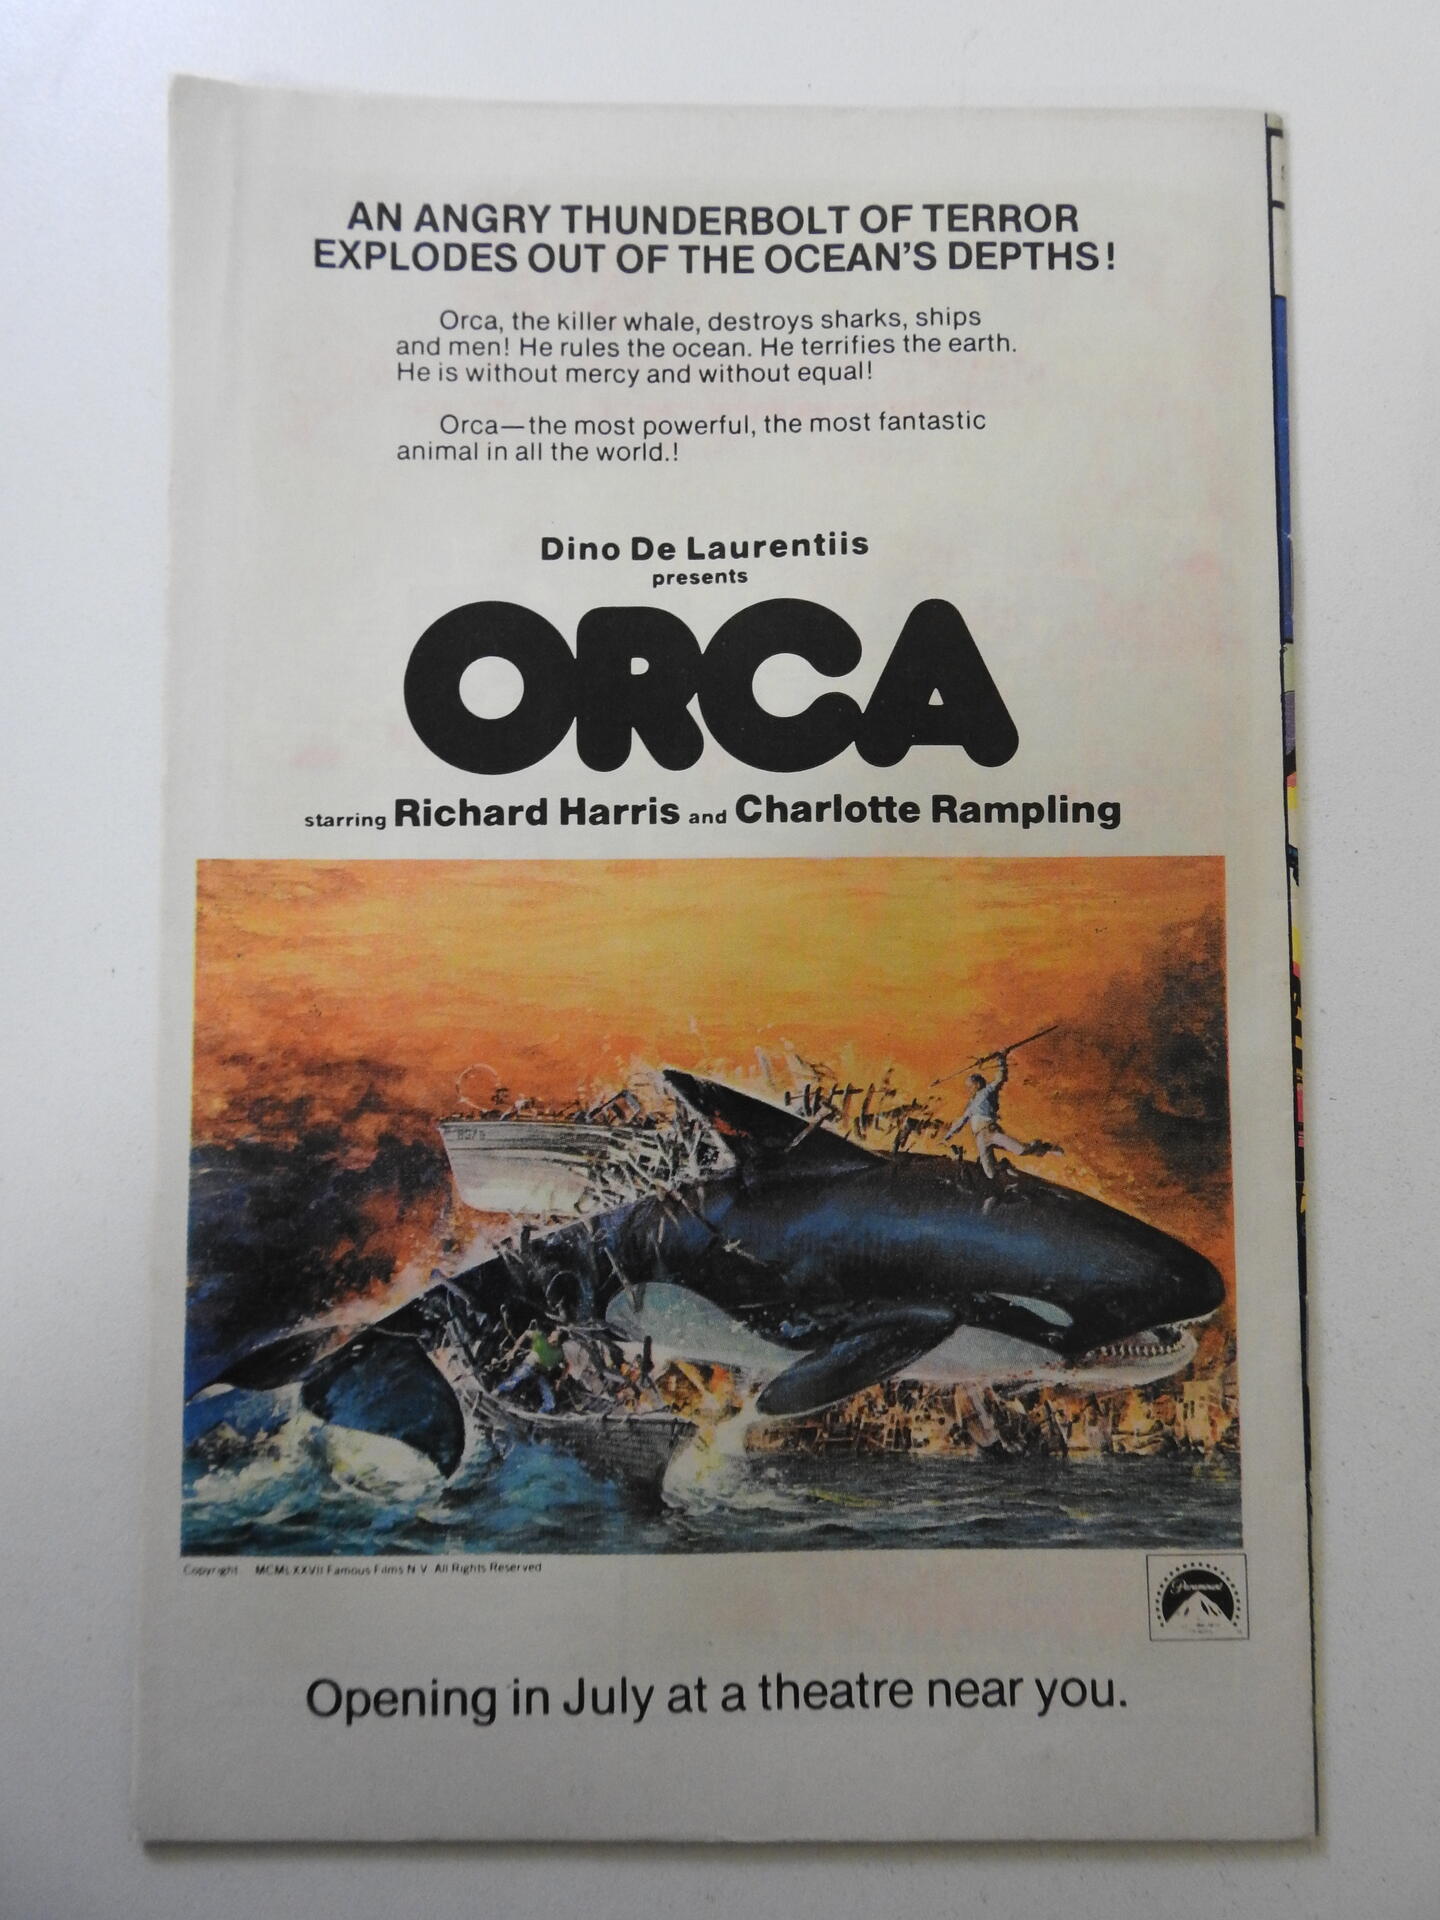 AN ANGRY THUNDERBOLT OF TERROR
EXPLODES OUT OF THE OCEAN'S DEPTHS!
Orca, the killer whale, destroys sharks, ships
and men! He rules the ocean. He terrifies the earth.
He is without mercy and without equal!
Orca—the most powerful, the most fantastic
animal in all the world.!
Dino De Laurentiis
presents
ORCA
starring Richard Harris and Charlotte Rampling
Copyright MCMLXXVII Famous Films N V All Rights Reserved
Paramount
Opening in July at a theatre near you.